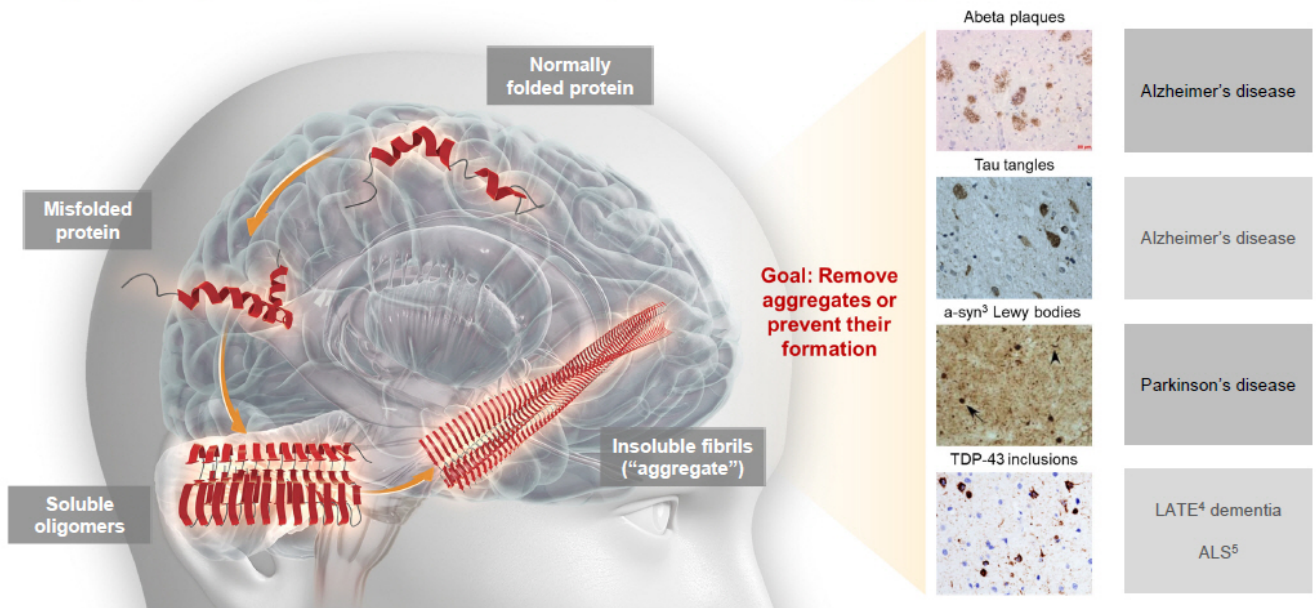 Normally
folded protein
Misfolded
protein
Soluble
oligomers
Insoluble fibrils
(“aggregate”)
Goal: Remove
aggregates or
prevent their
formation
Abeta plaques
Alzheimer’s disease
Tau tangles
Alzheimer’s disease
a-syn³ Lewy bodies
Parkinson’s disease
TDP-43 inclusions
LATE⁴ dementia
ALS⁵